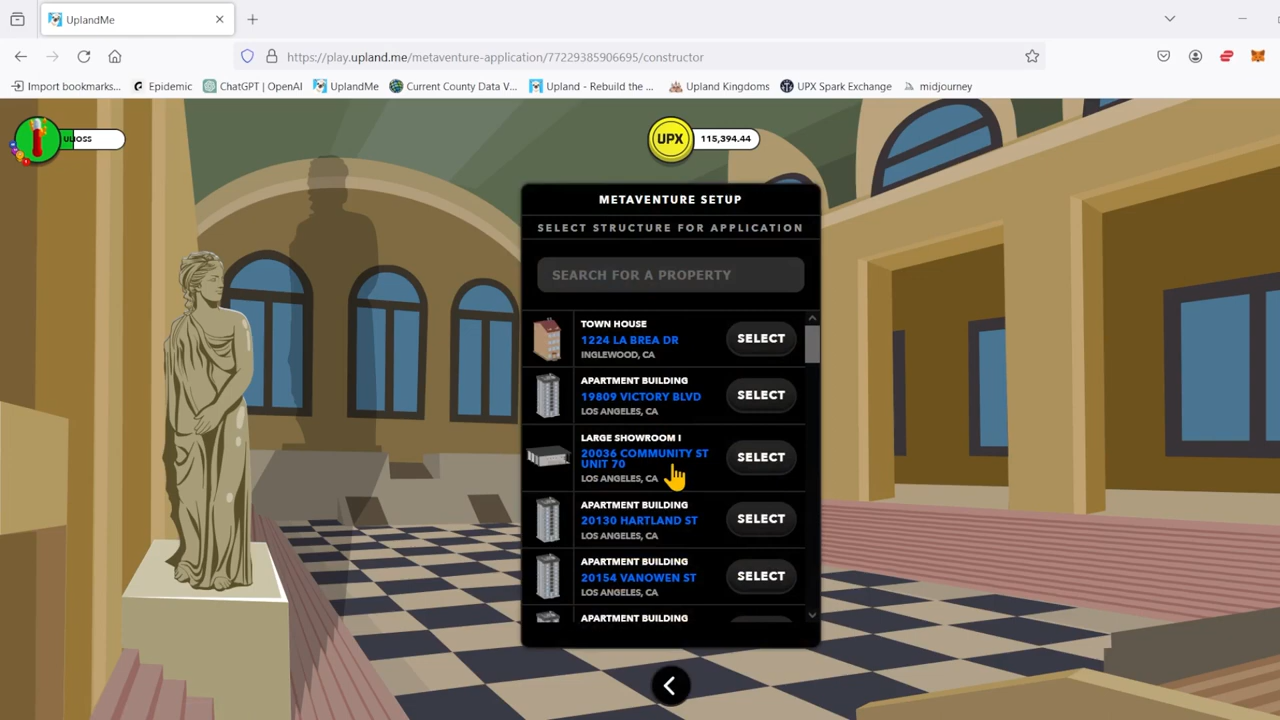 UplandMe
https://play.upland.me/metaventure-application/77229385906695/constructor
Import bookmarks...
Epidemic
ChatGPT | OpenAI
UplandMe
Current County Data V...
Upland - Rebuild the ...
Upland Kingdoms
UPX Spark Exchange
midjourney
UPX
115,394.44
METAVENTURE SETUP
SELECT STRUCTURE FOR APPLICATION
SEARCH FOR A PROPERTY
TOWN HOUSE
1224 LA BREA DR
INGLEWOOD, CA
SELECT
APARTMENT BUILDING
19809 VICTORY BLVD
LOS ANGELES, CA
SELECT
LARGE SHOWROOM I
20036 COMMUNITY ST
UNIT 70
LOS ANGELES, CA
SELECT
APARTMENT BUILDING
20130 HARTLAND ST
LOS ANGELES, CA
SELECT
APARTMENT BUILDING
20154 VANOWEN ST
LOS ANGELES, CA
SELECT
APARTMENT BUILDING